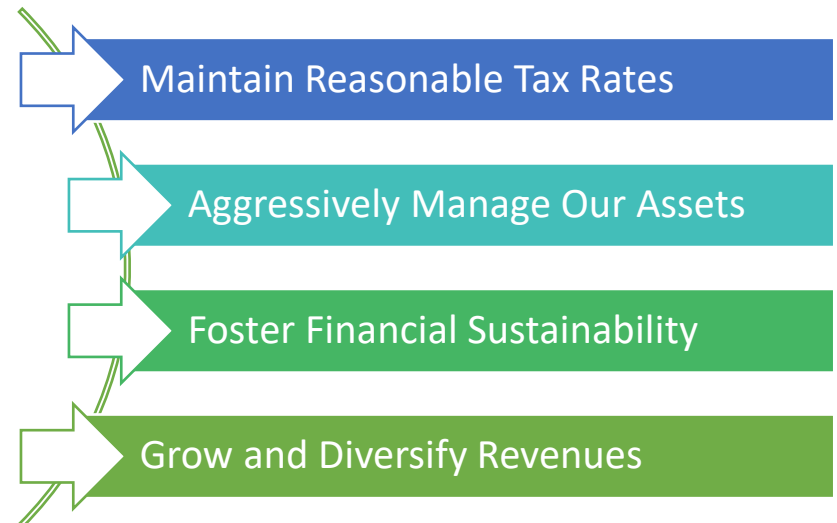 Maintain Reasonable Tax Rates
Aggressively Manage Our Assets
Foster Financial Sustainability
Grow and Diversify Revenues